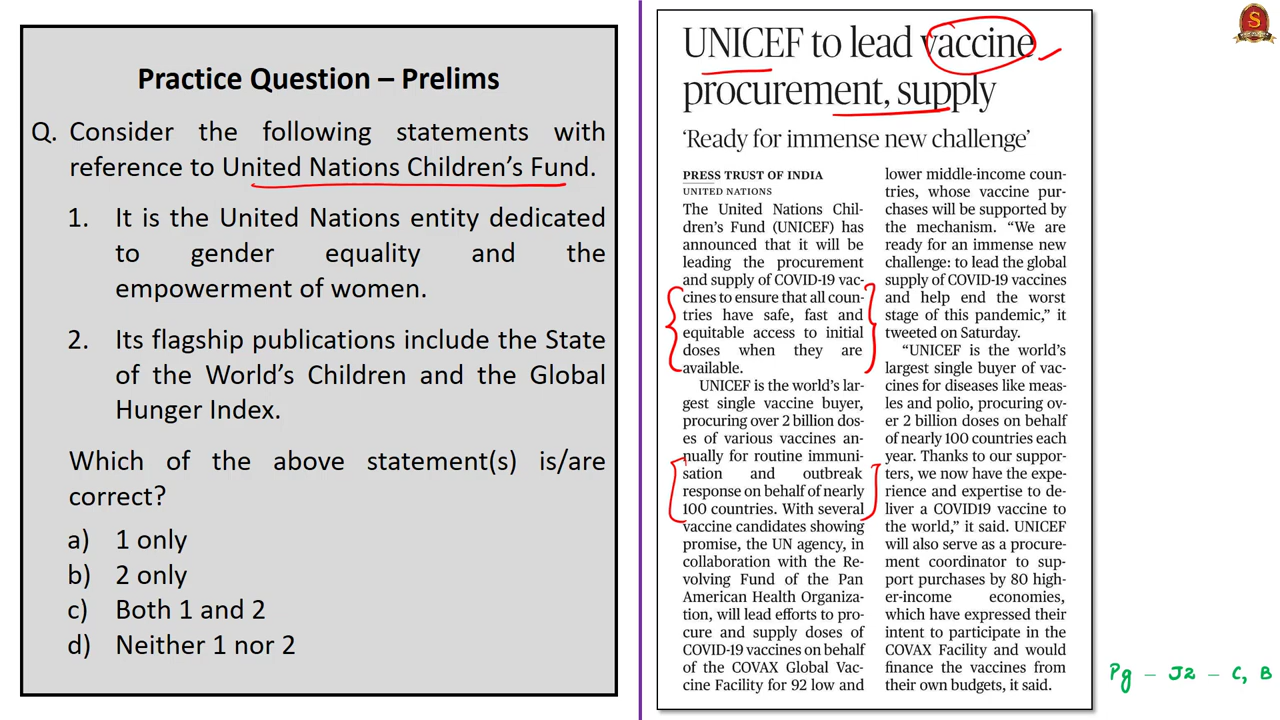 Practice Question – Prelims
Q. Consider the following statements with
reference to United Nations Children's Fund.
1. It is the United Nations entity dedicated
to gender equality and the
empowerment of women.
2. Its flagship publications include the State
of the World's Children and the Global
Hunger Index.
Which of the above statement(s) is/are
correct?
a) 1 only
b) 2 only
c) Both 1 and 2
d) Neither 1 nor 2
UNICEF to lead vaccine
procurement, supply
'Ready for immense new challenge'
PRESS TRUST OF INDIA
UNITED NATIONS
The United Nations Chil-
dren's Fund (UNICEF) has
announced that it will be
leading the procurement
and supply of COVID-19 vac-
cines to ensure that all coun-
tries have safe, fast and
equitable access to initial
doses when they are
available.
UNICEF is the world's lar-
gest single vaccine buyer,
procuring over 2 billion dos-
es of various vaccines an-
nually for routine immuni-
sation and outbreak
response on behalf of nearly
100 countries. With several
vaccine candidates showing
promise, the UN agency, in
collaboration with the Re-
volving Fund of the Pan
American Health Organiza-
tion, will lead efforts to pro-
cure and supply doses of
COVID-19 vaccines on behalf
of the COVAX Global Vac-
cine Facility for 92 low and
lower middle-income coun-
tries, whose vaccine pur-
chases will be supported by
the mechanism. “We are
ready for an immense new
challenge: to lead the global
supply of COVID-19 vaccines
and help end the worst
stage of this pandemic,” it
tweeted on Saturday.
“UNICEF is the world's
largest single buyer of vac-
cines for diseases like meas-
les and polio, procuring ov-
er 2 billion doses on behalf
of nearly 100 countries each
year. Thanks to our suppor-
ters, we now have the expe-
rience and expertise to de-
liver a COVID19 vaccine to
the world,” it said. UNICEF
will also serve as a procure-
ment coordinator to sup-
port purchases by 80 high-
er-income economies,
which have expressed their
intent to participate in the
COVAX Facility and would
finance the vaccines from
their own budgets, it said.
Pg – J2 – C, B